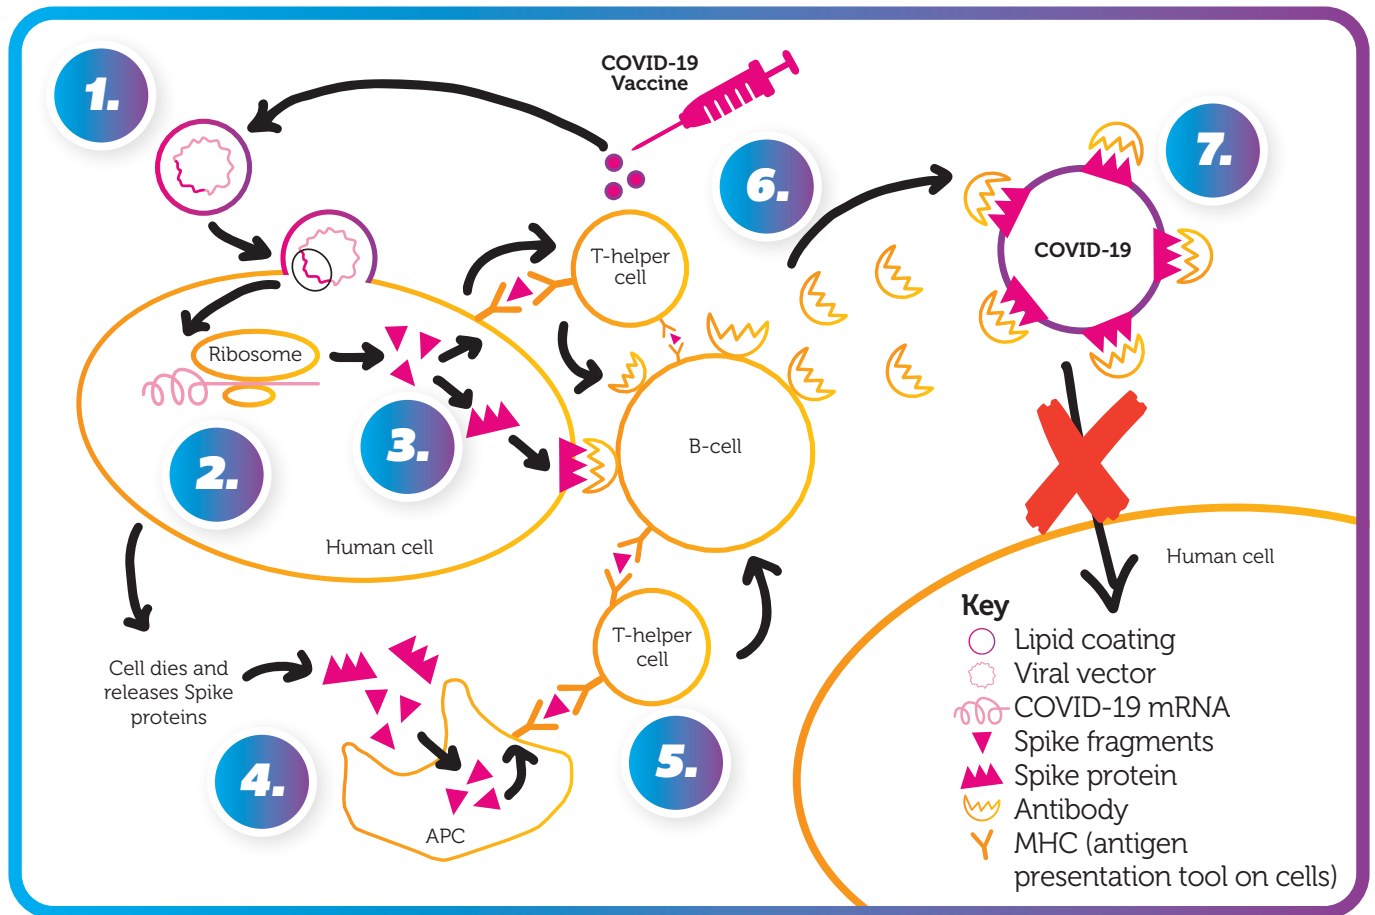 1.
COVID-19
Vaccine
6.
7.
T-helper
cell
COVID-19
Ribosome
3.
B-cell
2.
Human cell
Human cell
Cell dies and
releases Spike
proteins
T-helper
cell
4.
5.
APC
Key
Lipid coating
Viral vector
COVID-19 mRNA
Spike fragments
Spike protein
Antibody
MHC (antigen
presentation tool on cells)